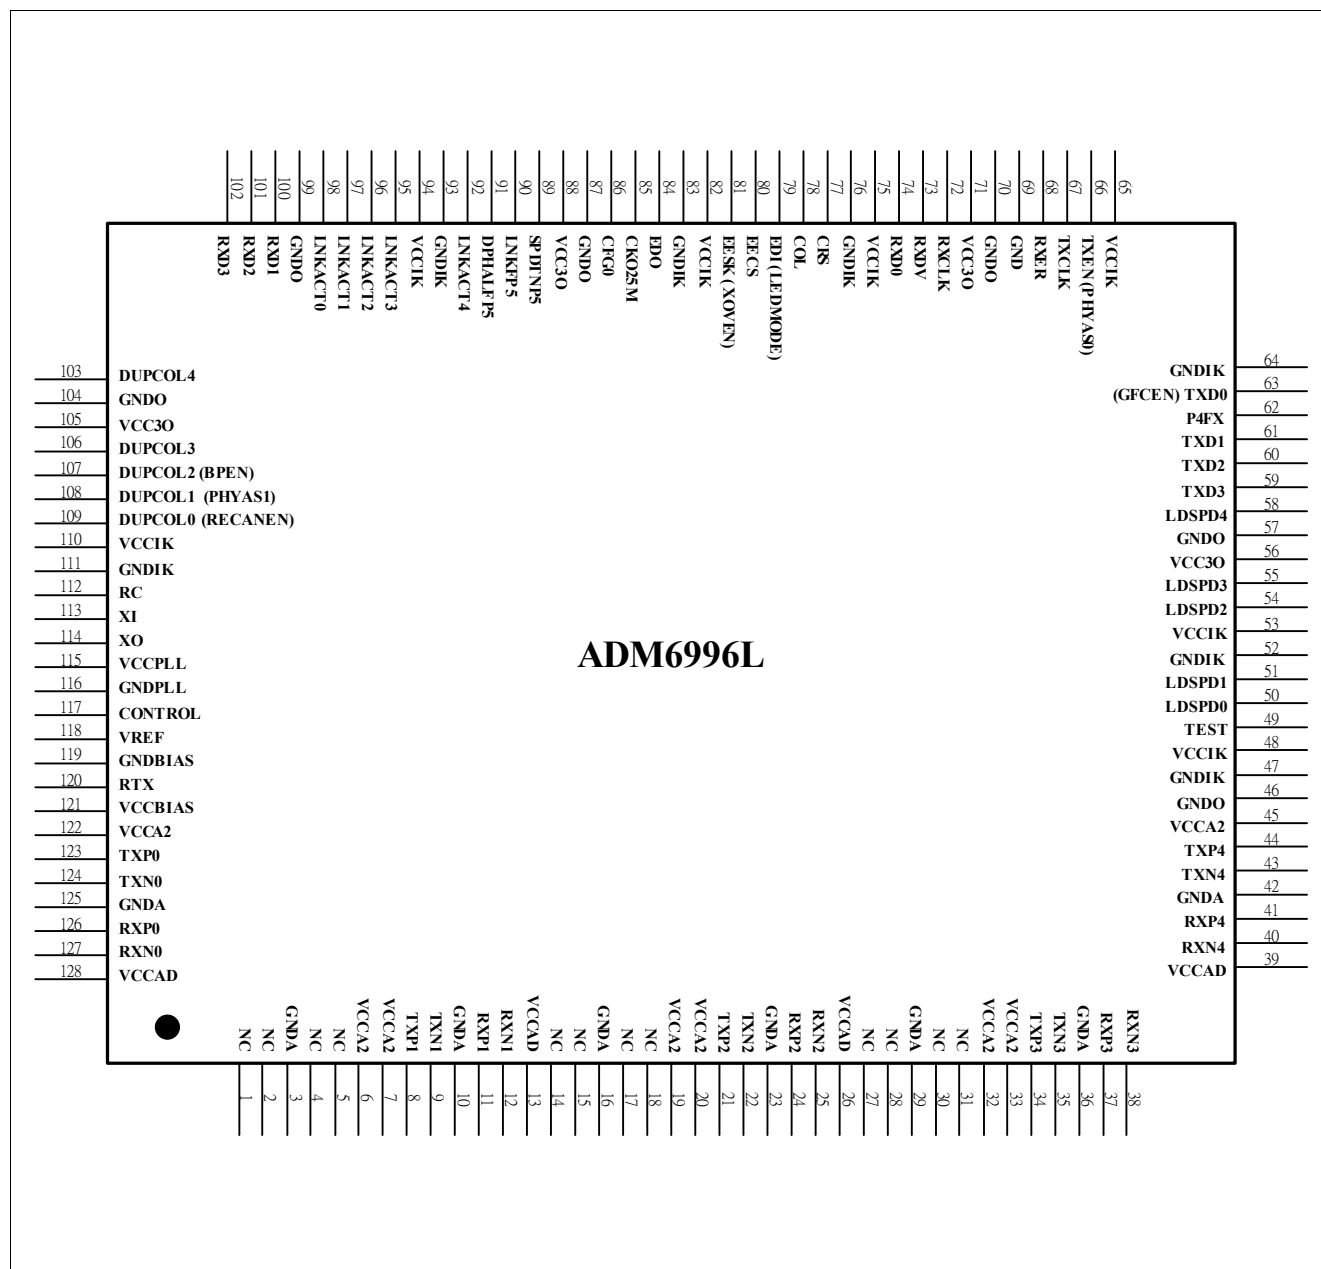 102
101
100
99
98
97
96
95
94
93
92
91
90
89
88
87
86
85
84
83
82
81
80
79
78
77
76
75
74
73
72
71
70
69
68
67
66
65
RXD3
RXD2
RXD1
GNDO
LNKACT0
LNKACT1
LNKACT2
LNKACT3
VCCIK
GNDIK
LNKACT4
DPHALFP5
LNKFP5
SPDTNP5
VCC3O
GNDO
CFG0
CKO25M
EDO
GNDIK
VCCIK
EESK (XOVEN)
EECS
EDI (LEDMODE)
COL
CRS
GNDIK
VCCIK
RXD0
RXDV
RXCLK
VCC3O
GNDO
GND
RXER
TXCLK
TXEN (PHYAS0)
VCCIK
103 DUPCOL4
104 GNDO
105 VCC3O
106 DUPCOL3
107 DUPCOL2 (BPEN)
108 DUPCOL1 (PHYAS1)
109 DUPCOL0 (RECANEN)
110 VCCIK
111 GNDIK
112 RC
113 XI
114 XO
115 VCCPLL
116 GNDPLL
117 CONTROL
118 VREF
119 GNDBIAS
120 RTX
121 VCCBIAS
122 VCCA2
123 TXP0
124 TXN0
125 GNDA
126 RXP0
127 RXN0
128 VCCAD
ADM6996L
GNDIK 64
(GFCEN) TXD0 63
P4FX 62
TXD1 61
TXD2 60
TXD3 59
LDSPD4 58
GNDO 57
VCC3O 56
LDSPD3 55
LDSPD2 54
VCCIK 53
GNDIK 52
LDSPD1 51
LDSPD0 50
TEST 49
VCCIK 48
GNDIK 47
GNDO 46
VCCA2 45
TXP4 44
TXN4 43
GNDA 42
RXP4 41
RXN4 40
VCCAD 39
NC
NC
GNDA
NC
NC
VCCA2
VCCA2
TXP1
TXN1
GNDA
RXP1
RXN1
VCCAD
NC
NC
GNDA
NC
NC
VCCA2
VCCA2
TXP2
TXN2
GNDA
RXP2
RXN2
VCCAD
NC
NC
GNDA
NC
NC
VCCA2
VCCA2
TXP3
TXN3
GNDA
RXP3
RXN3
1
2
3
4
5
6
7
8
9
10
11
12
13
14
15
16
17
18
19
20
21
22
23
24
25
26
27
28
29
30
31
32
33
34
35
36
37
38